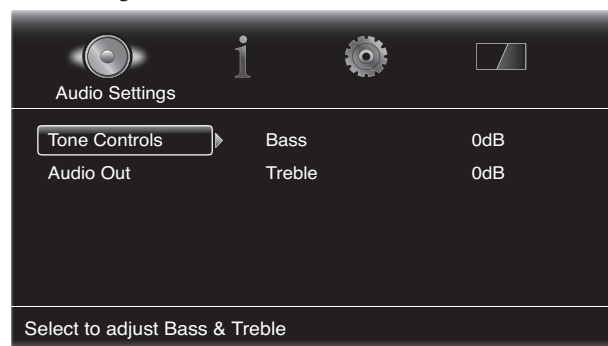 Audio Settings
Tone Controls Bass 0dB
Audio Out Treble 0dB
Select to adjust Bass & Treble